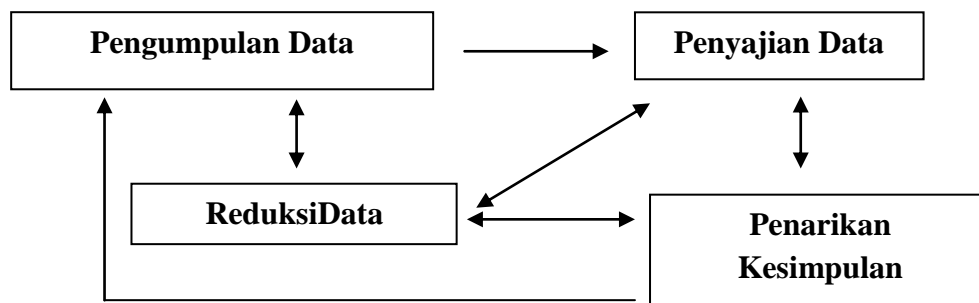 Pengumpulan Data
Penyajian Data
ReduksiData
Penarikan
Kesimpulan